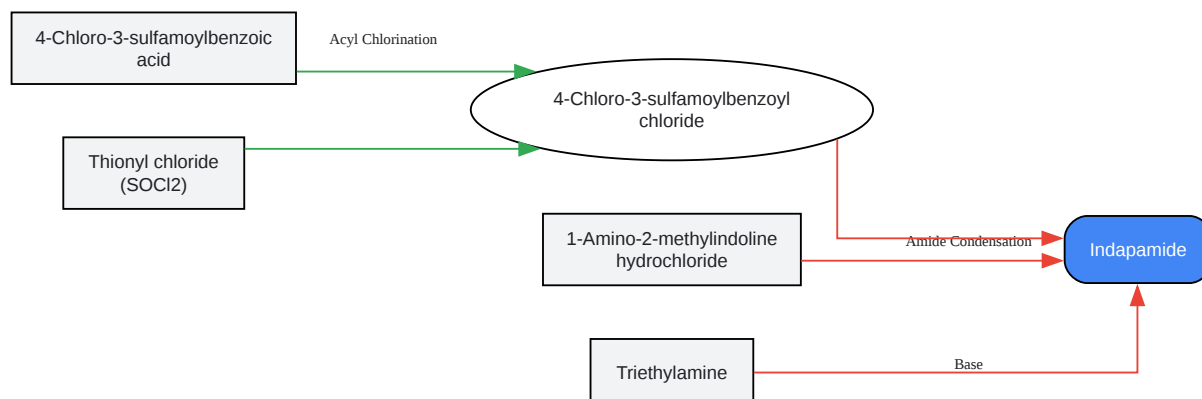 4-Chloro-3-sulfamoylbenzoic
acid
Acyl Chlorination
4-Chloro-3-sulfamoylbenzoyl
chloride
Thionyl chloride
(SOCl2)
1-Amino-2-methylindoline
hydrochloride
Amide Condensation
Indapamide
Triethylamine
Base